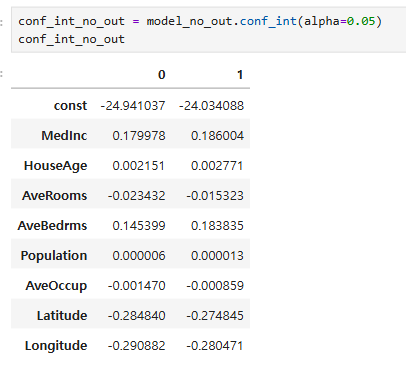 conf_int_no_out = model_no_out.conf_int(alpha=0.05)
conf_int_no_out
0 1
const -24.941037 -24.034088
MedInc 0.179978 0.186004
HouseAge 0.002151 0.002771
AveRooms -0.023432 -0.015323
AveBedrms 0.145399 0.183835
Population 0.000006 0.000013
AveOccup -0.001470 -0.000859
Latitude -0.284840 -0.274845
Longitude -0.290882 -0.280471